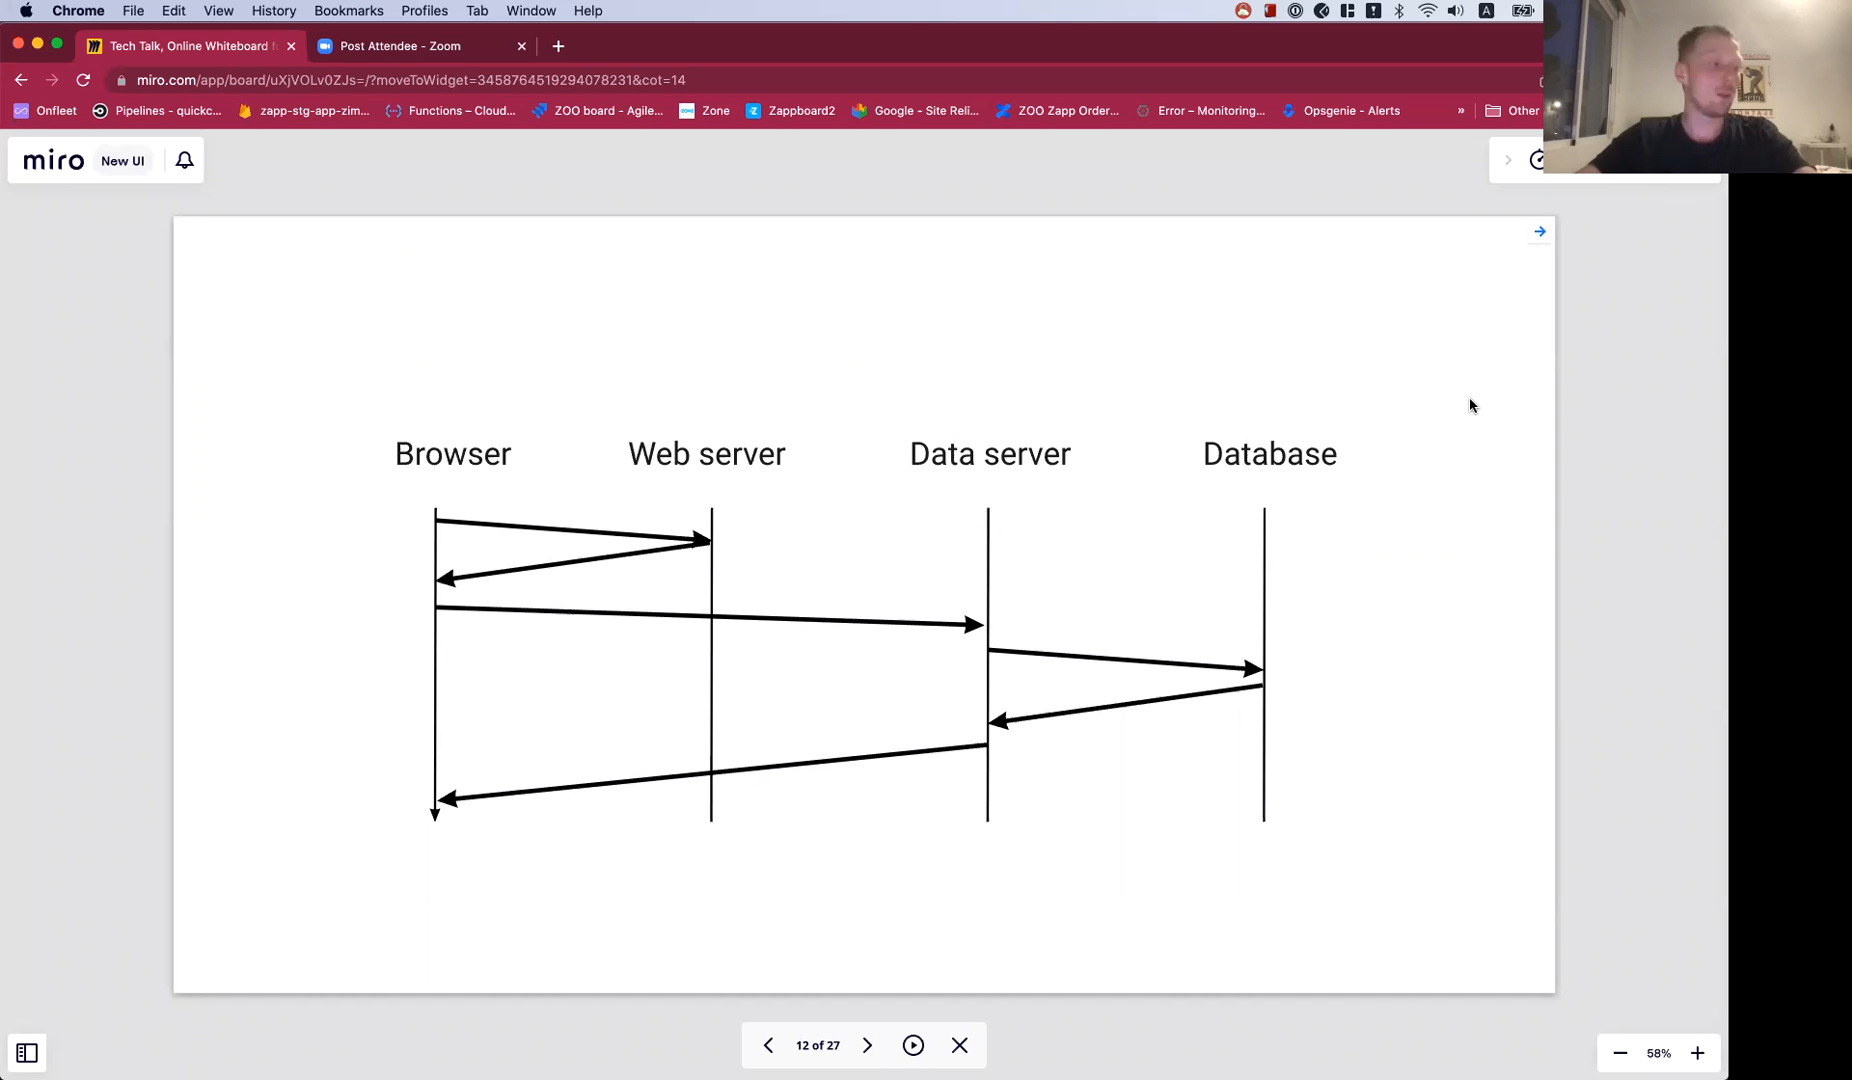 Chrome File Edit View History Bookmarks Profiles Tab Window Help A
Tech Talk, Online Whiteboard f Post Attendee - Zoom
miro.com/app/board/uXjVOLv0ZJs=/?moveToWidget=3458764519294078231&cot=14
Onfleet Pipelines - quickc... zapp-stg-app-zim... Functions – Cloud... ZOO board - Agile... Zone Zappboard2 Google - Site Reli... ZOO Zapp Order... Error – Monitoring... Opsgenie - Alerts » Other
miro New UI
Browser Web server Data server Database
12 of 27
58%